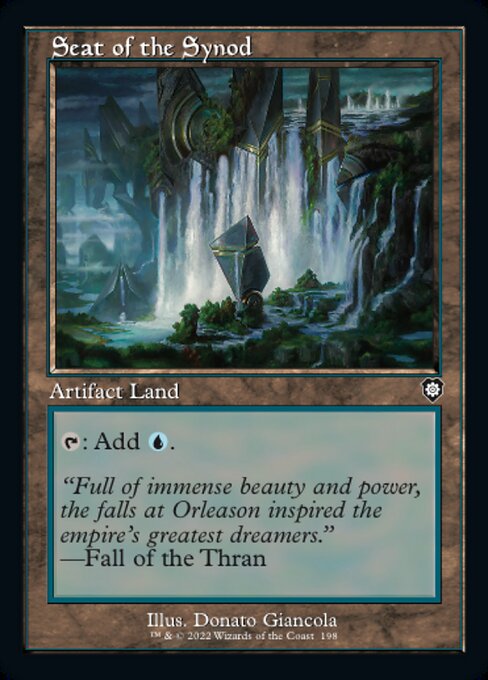 Seat of the Synod
Artifact Land
: Add .
“Full of immense beauty and power,
the falls at Orleason inspired the
empire’s greatest dreamers.”
—Fall of the Thran
Illus. Donato Giancola
™ & © 2022 Wizards of the Coast 198